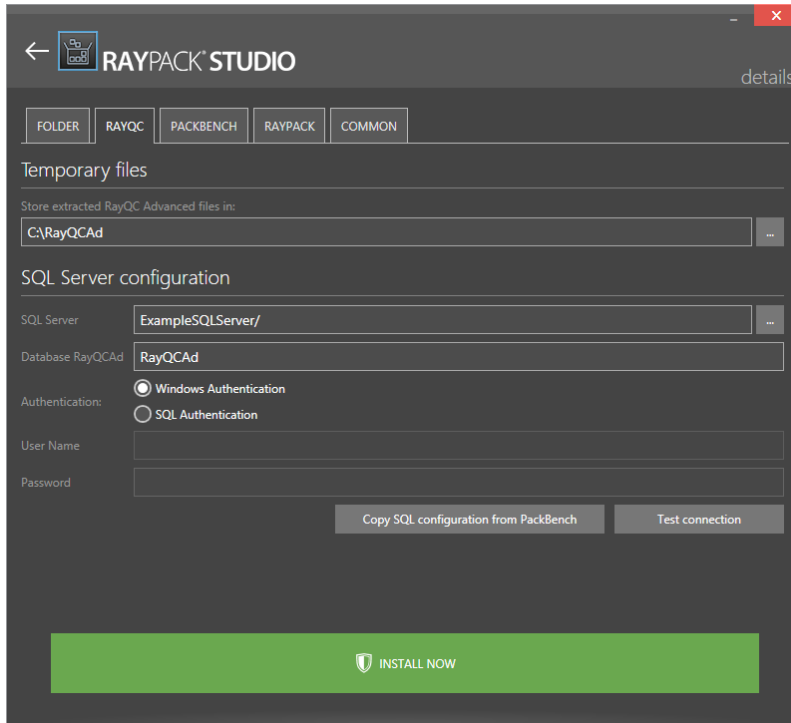 RAYPACK° STUDIO
details
FOLDER RAYQC PACKBENCH RAYPACK COMMON
Temporary files
Store extracted RayQC Advanced files in:
C:\RayQCAd ...
SQL Server configuration
SQL Server ExampleSQLServer/ ...
Database RayQCAd RayQCAd
Authentication: Windows Authentication
SQL Authentication
User Name
Password
Copy SQL configuration from PackBench Test connection
INSTALL NOW